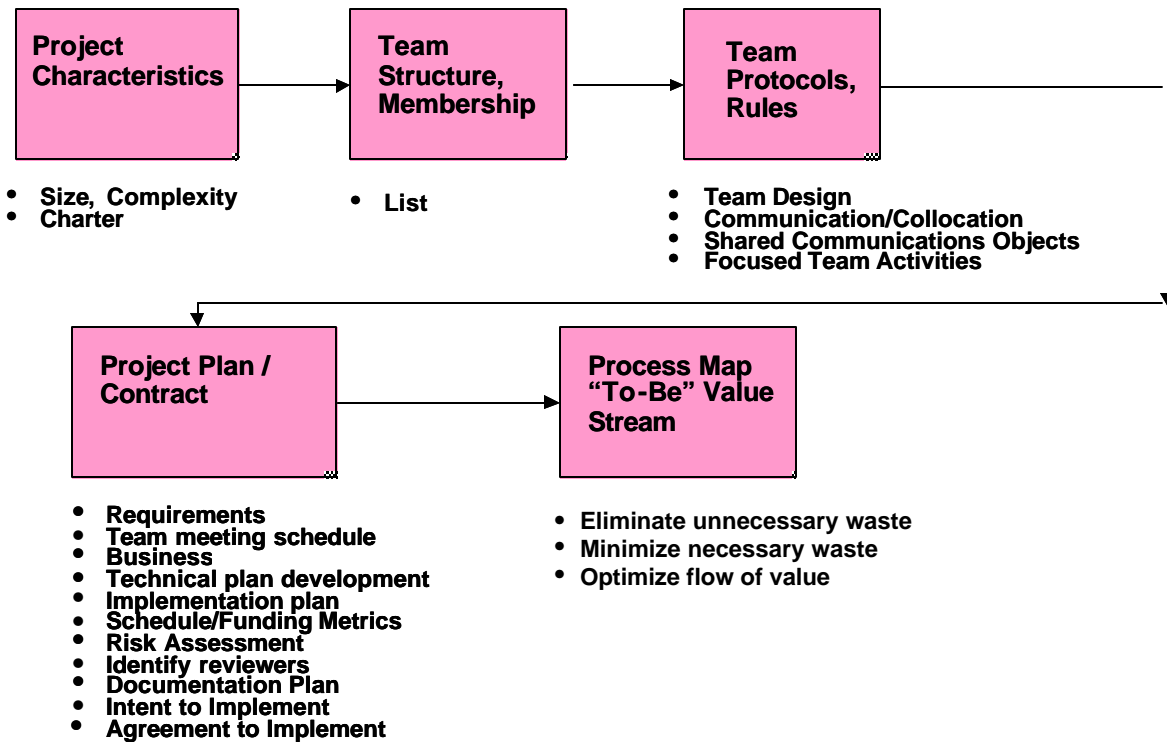 Project
Characteristics
Team
Structure,
Membership
Team
Protocols,
Rules
• Size, Complexity
• Charter
• List
• Team Design
• Communication/Collocation
• Shared Communications Objects
• Focused Team Activities
Project Plan /
Contract
Process Map
“To-Be” Value
Stream
• Requirements
• Team meeting schedule
• Business
• Technical plan development
• Implementation plan
• Schedule/Funding Metrics
• Risk Assessment
• Identify reviewers
• Documentation Plan
• Intent to Implement
• Agreement to Implement
• Eliminate unnecessary waste
• Minimize necessary waste
• Optimize flow of value